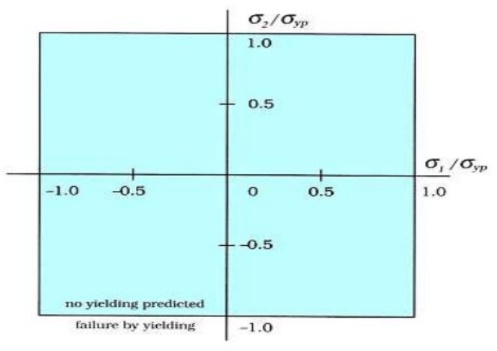 σ₂/σyp
1.0
0.5
σ₁/σyp
-1.0 -0.5 0 0.5 1.0
-0.5
no yielding predicted
failure by yielding
-1.0